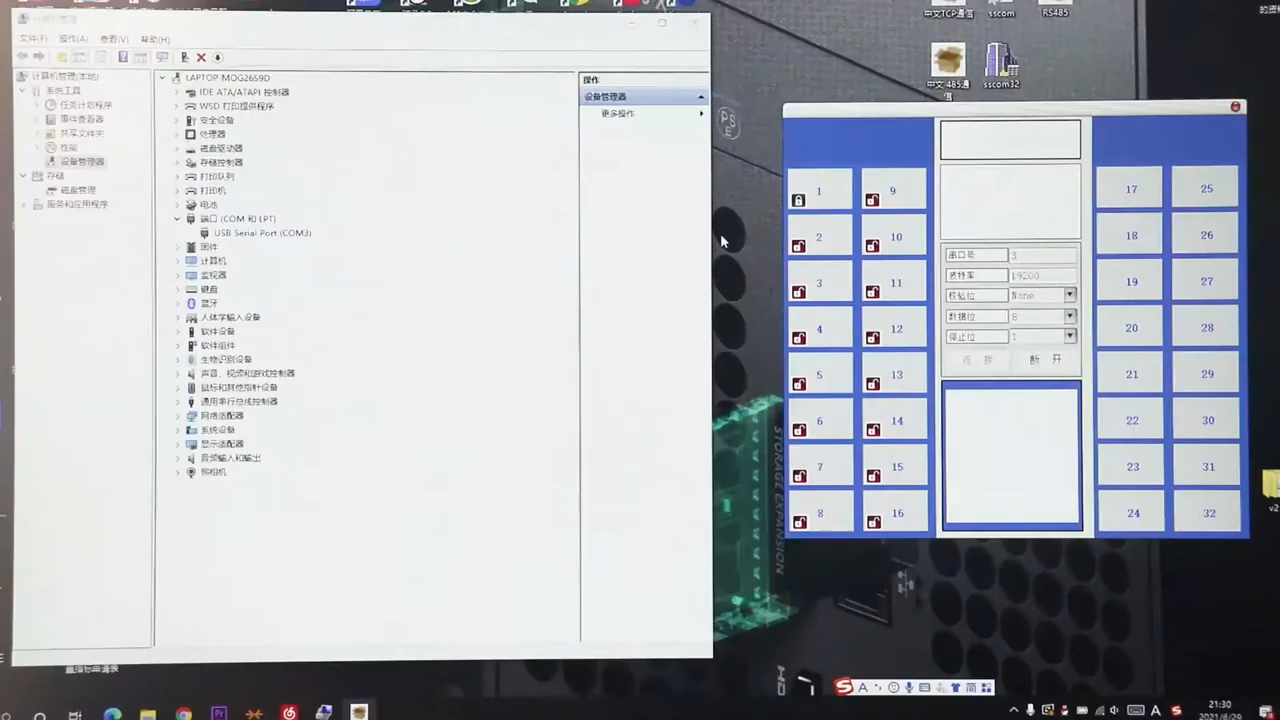 中文TCP通信
sscom
RS485
计算机管理
文件(F) 操作(A) 查看(V) 帮助(H)
计算机管理(本地)
系统工具
任务计划程序
事件查看器
共享文件夹
性能
设备管理器
存储
磁盘管理
服务和应用程序
LAPTOP-MOG26S9D
IDE ATA/ATAPI 控制器
WSD 打印提供程序
安全设备
处理器
磁盘驱动器
存储控制器
打印队列
打印机
电池
端口 (COM 和 LPT)
USB Serial Port (COM3)
固件
计算机
监视器
键盘
蓝牙
人体学输入设备
软件设备
软件组件
生物识别设备
声音、视频和游戏控制器
鼠标和其他指针设备
通用串行总线控制器
网络适配器
系统设备
显示适配器
音频输入和输出
照相机
操作
设备管理器
更多操作
中文 485通信
sscom32
1 9
2 10
3 11
4 12
5 13
6 14
7 15
8 16
串口号 3
波特率 19200
校验位 None
数据位 8
停止位 1
连 接 断 开
17 25
18 26
19 27
20 28
21 29
22 30
23 31
24 32
STORAGE EXPANSION
v2
A 简
21:30
2021/6/29